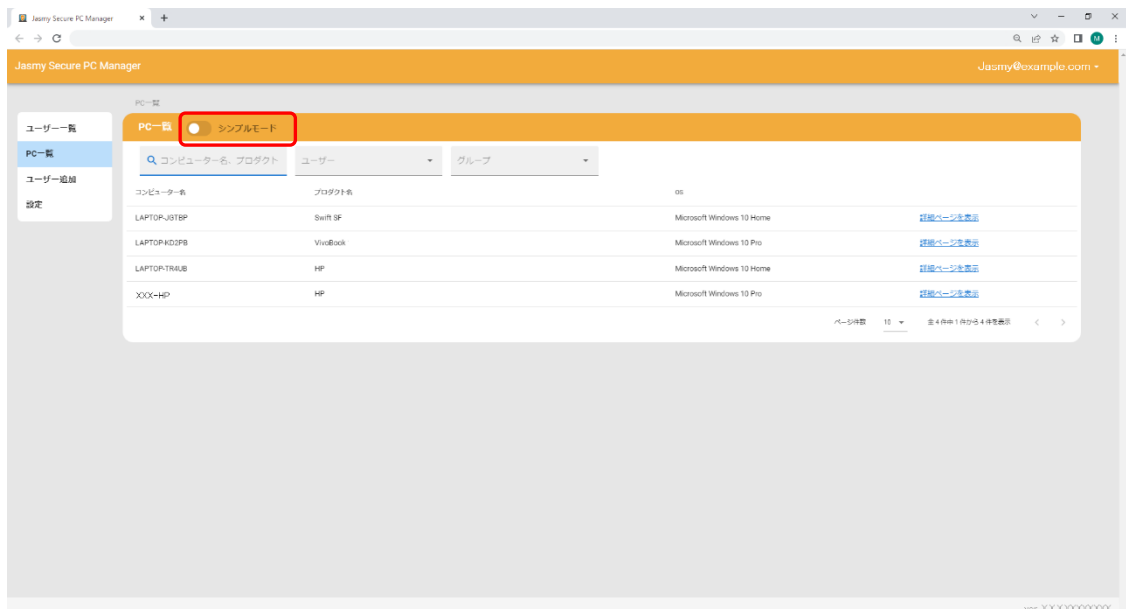 Jasmy Secure PC Manager
Jasmy Secure PC Manager
Jasmy@example.com
PC一覧
ユーザー一覧
PC一覧
ユーザー追加
設定
PC一覧 シンプルモード
コンピューター名、プロダクト ユーザー グループ
コンピューター名 プロダクト名 OS
LAPTOP-JGTBP Swift SF Microsoft Windows 10 Home 詳細ページを表示
LAPTOP-KD2PB VivoBook Microsoft Windows 10 Pro 詳細ページを表示
LAPTOP-TR4UB HP Microsoft Windows 10 Home 詳細ページを表示
XXX-HP HP Microsoft Windows 10 Pro 詳細ページを表示
ページ件数 10 全 4 件中 1 件から 4 件を表示